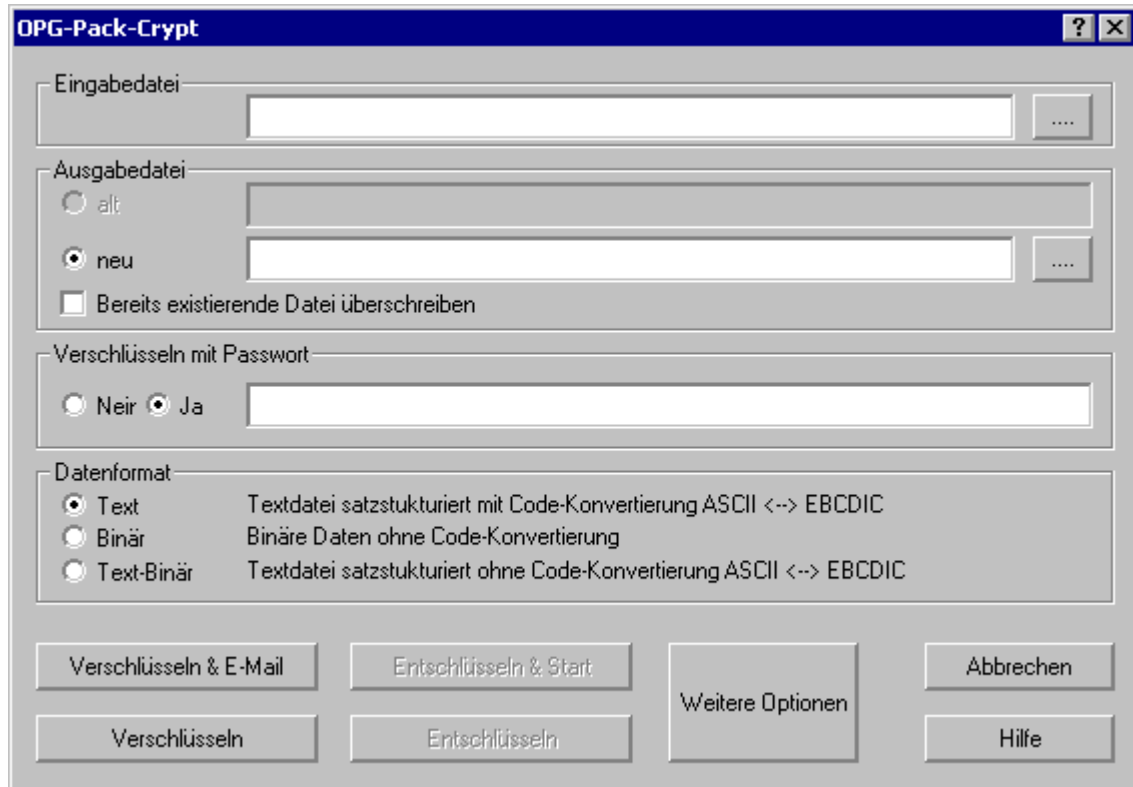 OPG-Pack-Crypt
Eingabedatei
....
Ausgabedatei
alt
neu
....
Bereits existierende Datei überschreiben
Verschlüsseln mit Passwort
Neir Ja
Datenformat
Text Textdatei satzstukturiert mit Code-Konvertierung ASCII <--> EBCDIC
Binär Binäre Daten ohne Code-Konvertierung
Text-Binär Textdatei satzstukturiert ohne Code-Konvertierung ASCII <--> EBCDIC
Verschlüsseln & E-Mail Entschlüsseln & Start Weitere Optionen Abbrechen
Verschlüsseln Entschlüsseln Hilfe